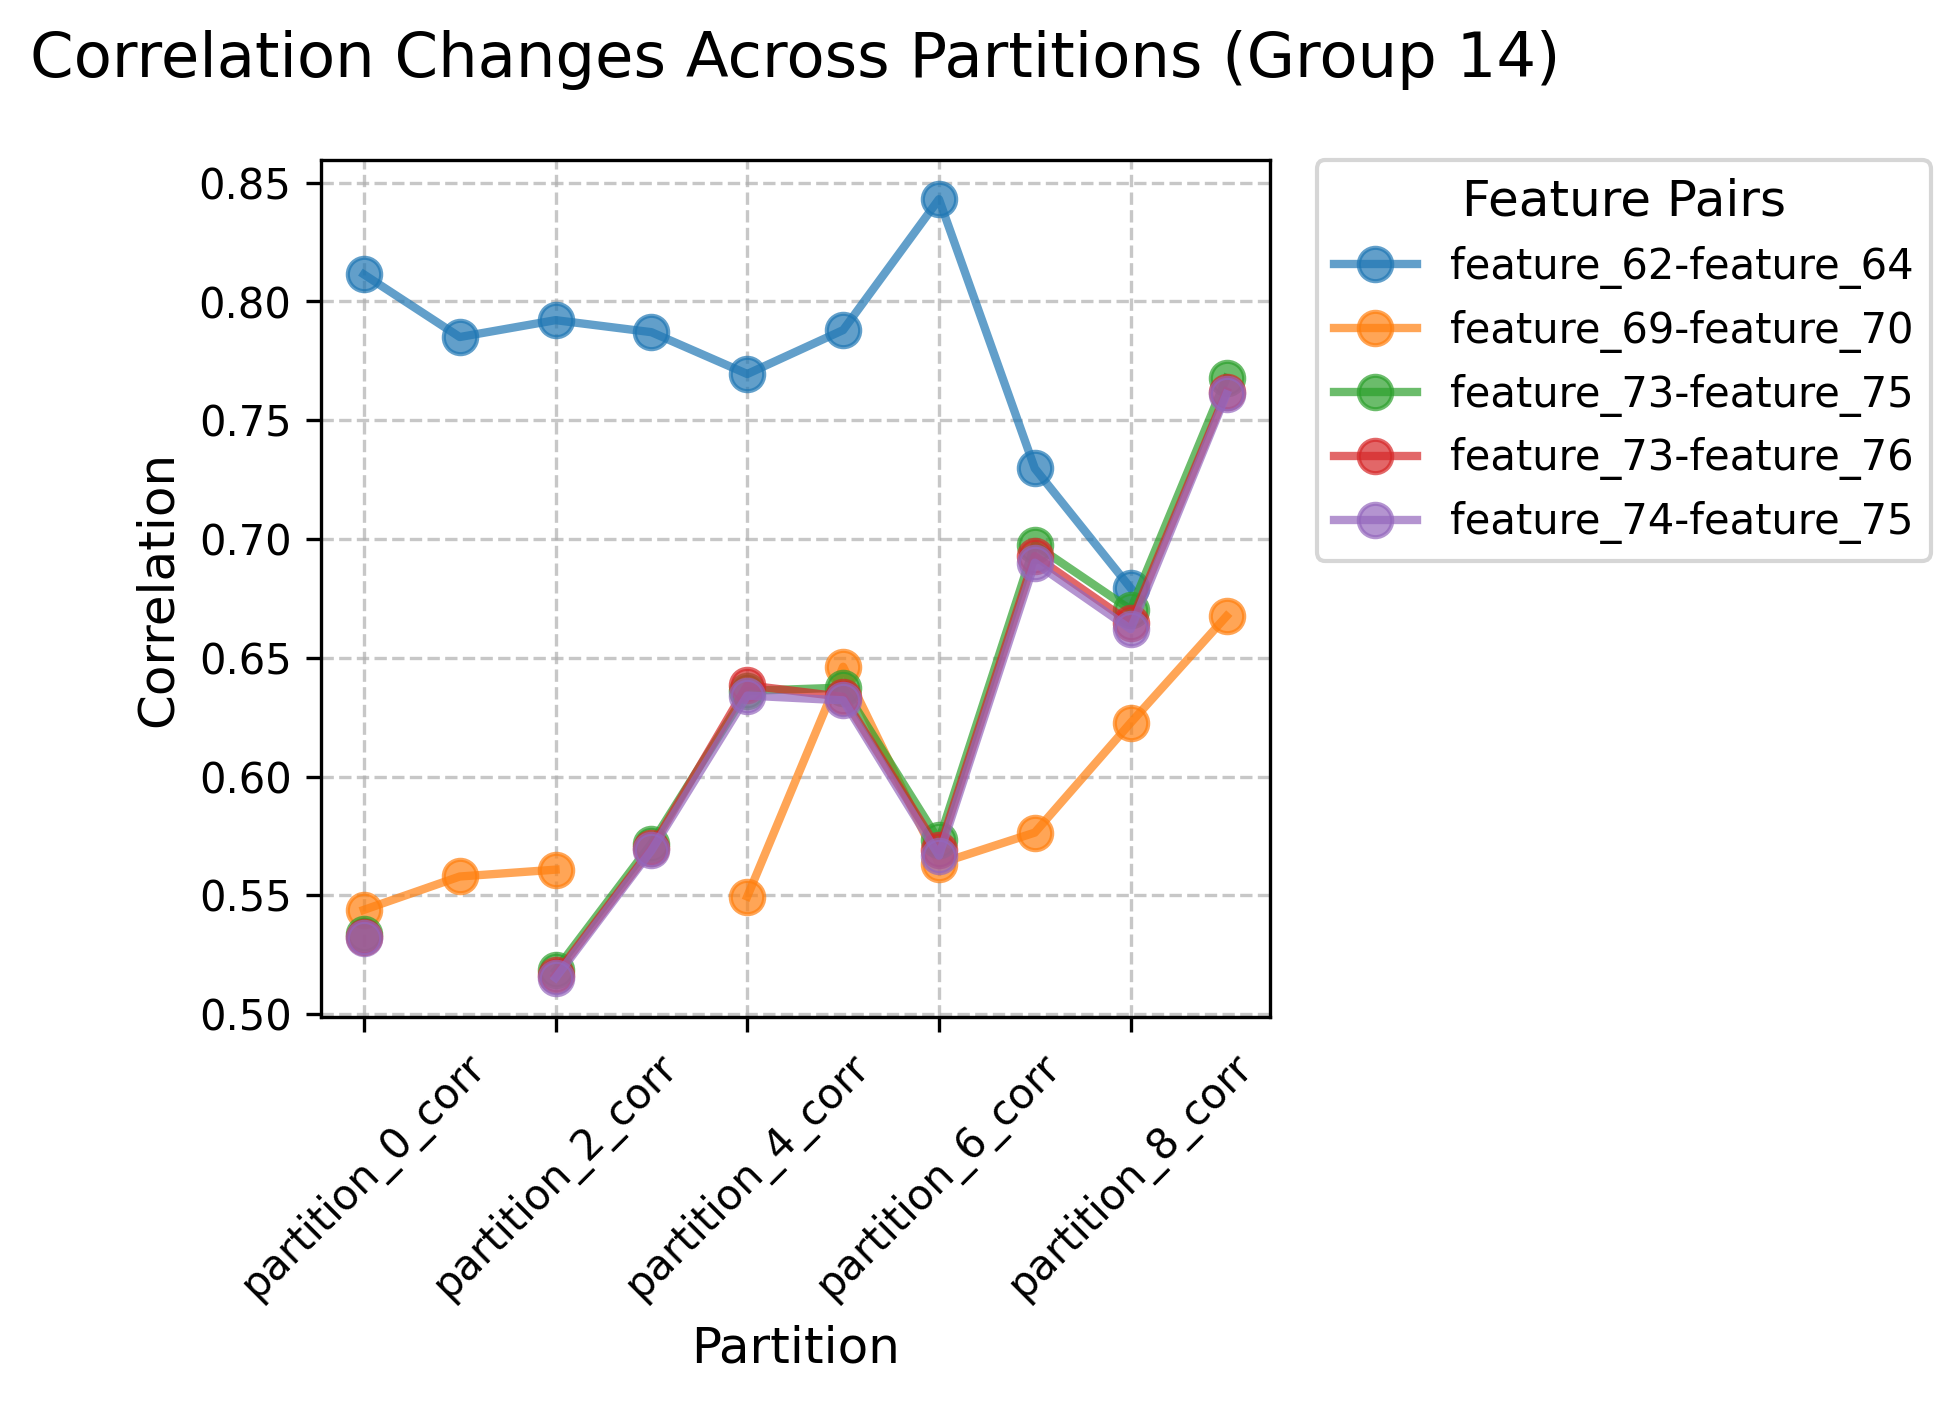 Correlation Changes Across Partitions (Group 14)
0.85
0.80
0.75
0.70
0.65
0.60
0.55
0.50
Correlation
partition_0_corr
partition_2_corr
partition_4_corr
partition_6_corr
partition_8_corr
Partition
Feature Pairs
feature_62-feature_64
feature_69-feature_70
feature_73-feature_75
feature_73-feature_76
feature_74-feature_75